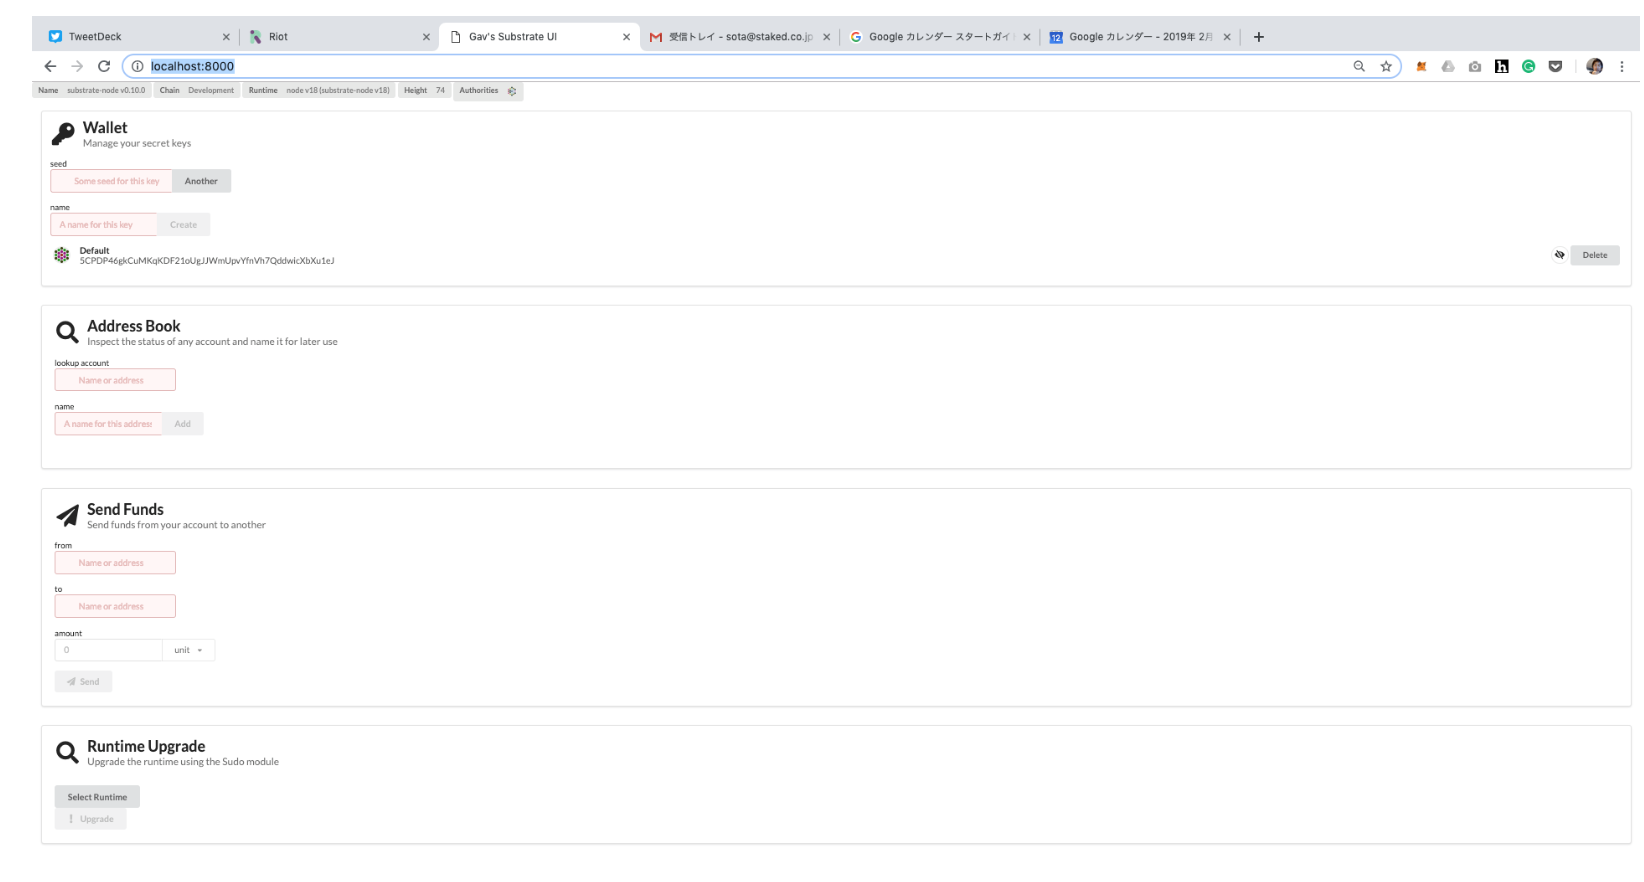 TweetDeck
Riot
Gav's Substrate UI
受信トレイ - sota@staked.co.jp
Google カレンダー スタートガイ
Google カレンダー - 2019年 2月
localhost:8000
Name substrate-node v0.10.0 Chain Development Runtime node v18 (substrate-node v18) Height 74 Authorities
Wallet
Manage your secret keys
seed
Some seed for this key Another
name
A name for this key Create
Default
5CPDP46gkCuMKqKDF21oUgJJWmUpvYfnVh7QddwicXbXu1eJ
Delete
Address Book
Inspect the status of any account and name it for later use
lookup account
Name or address
name
A name for this address Add
Send Funds
Send funds from your account to another
from
Name or address
to
Name or address
amount
0 unit
Send
Runtime Upgrade
Upgrade the runtime using the Sudo module
Select Runtime
! Upgrade